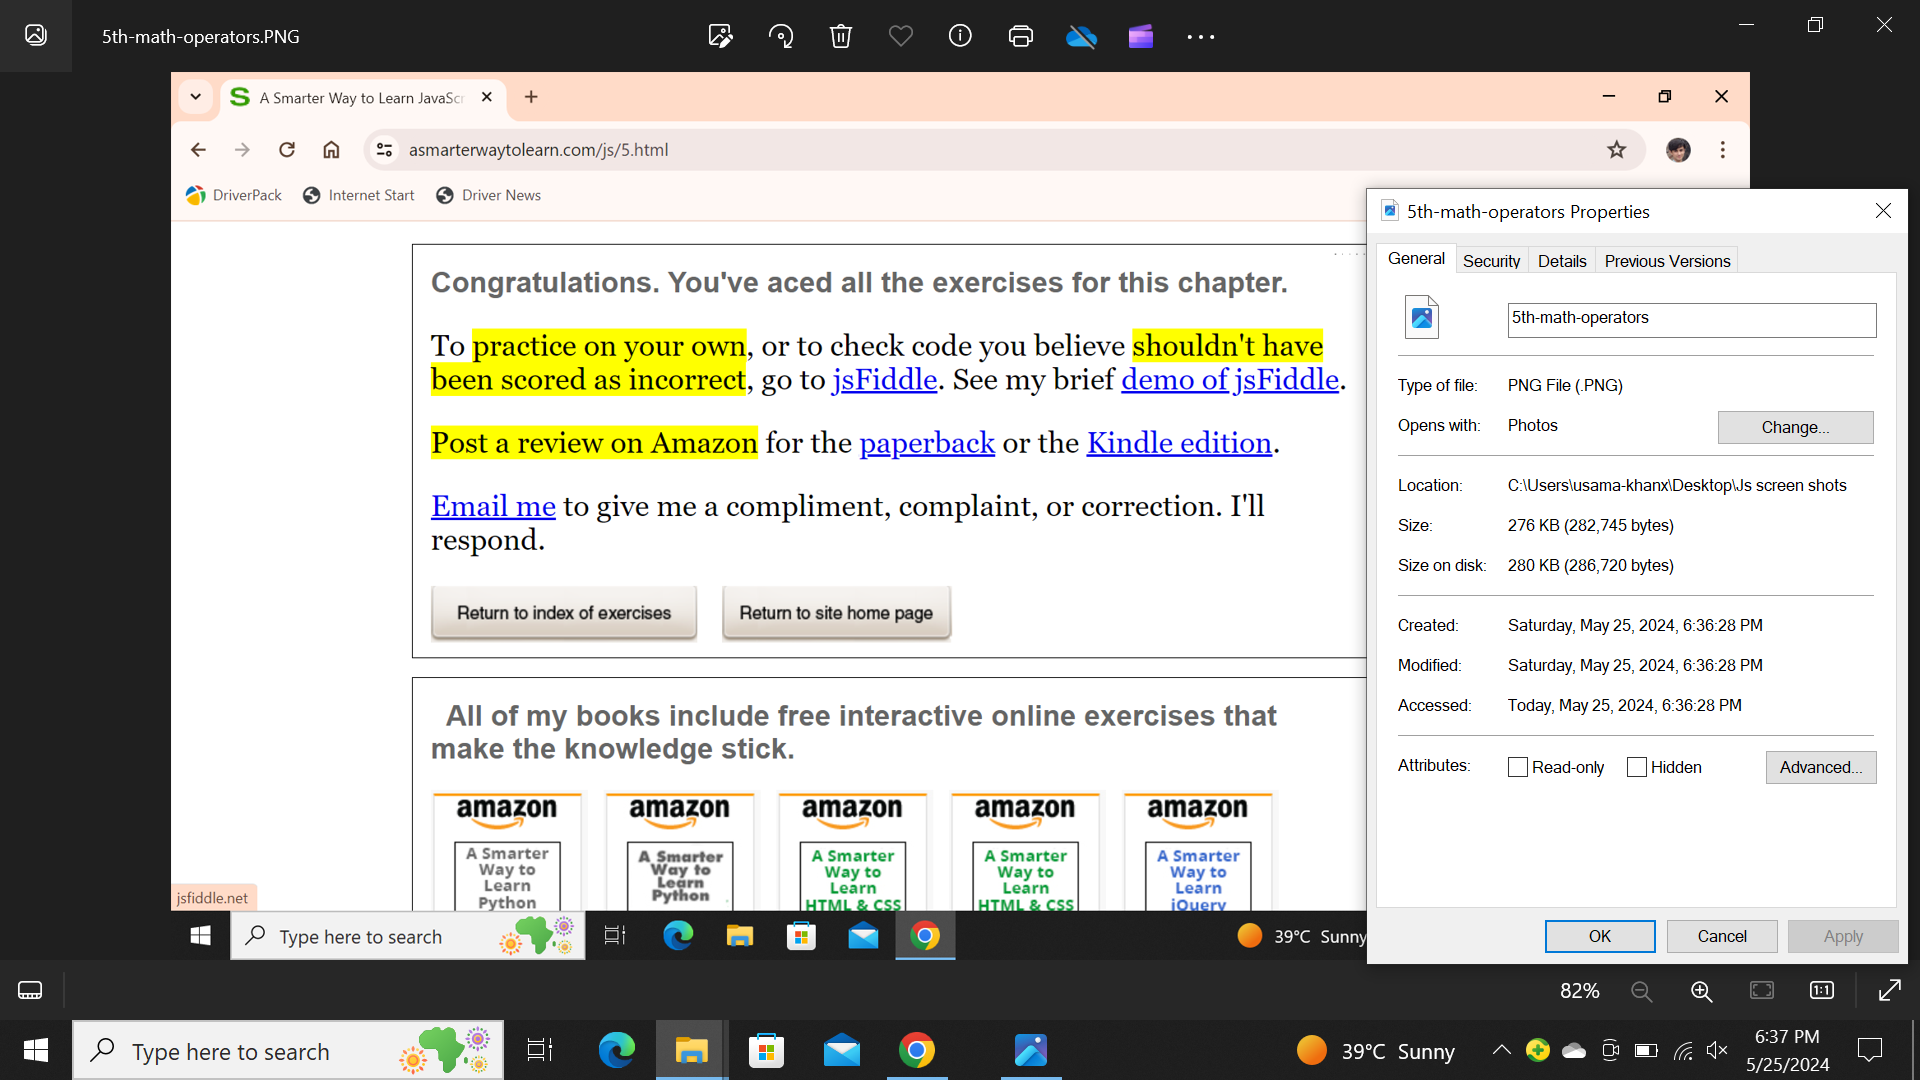 5th-math-operators.PNG
A Smarter Way to Learn JavaScr
asmarterwaytolearn.com/js/5.html
DriverPack
Internet Start
Driver News
Congratulations. You've aced all the exercises for this chapter.
To practice on your own, or to check code you believe shouldn't have
been scored as incorrect, go to jsFiddle. See my brief demo of jsFiddle.
Post a review on Amazon for the paperback or the Kindle edition.
Email me to give me a compliment, complaint, or correction. I'll
respond.
Return to index of exercises
Return to site home page
All of my books include free interactive online exercises that
make the knowledge stick.
amazon
A Smarter
Way to
Learn
Python
amazon
A Smarter
Way to
Learn
Python
amazon
A Smarter
Way to
Learn
HTML & CSS
amazon
A Smarter
Way to
Learn
HTML & CSS
amazon
A Smarter
Way to
Learn
jQuery
jsfiddle.net
Type here to search
39°C Sunny
5th-math-operators Properties
General
Security
Details
Previous Versions
5th-math-operators
Type of file: PNG File (.PNG)
Opens with: Photos
Change...
Location: C:\Users\usama-khanx\Desktop\Js screen shots
Size: 276 KB (282,745 bytes)
Size on disk: 280 KB (286,720 bytes)
Created: Saturday, May 25, 2024, 6:36:28 PM
Modified: Saturday, May 25, 2024, 6:36:28 PM
Accessed: Today, May 25, 2024, 6:36:28 PM
Attributes: Read-only Hidden
Advanced...
OK
Cancel
Apply
82%
1:1
Type here to search
39°C Sunny
6:37 PM
5/25/2024